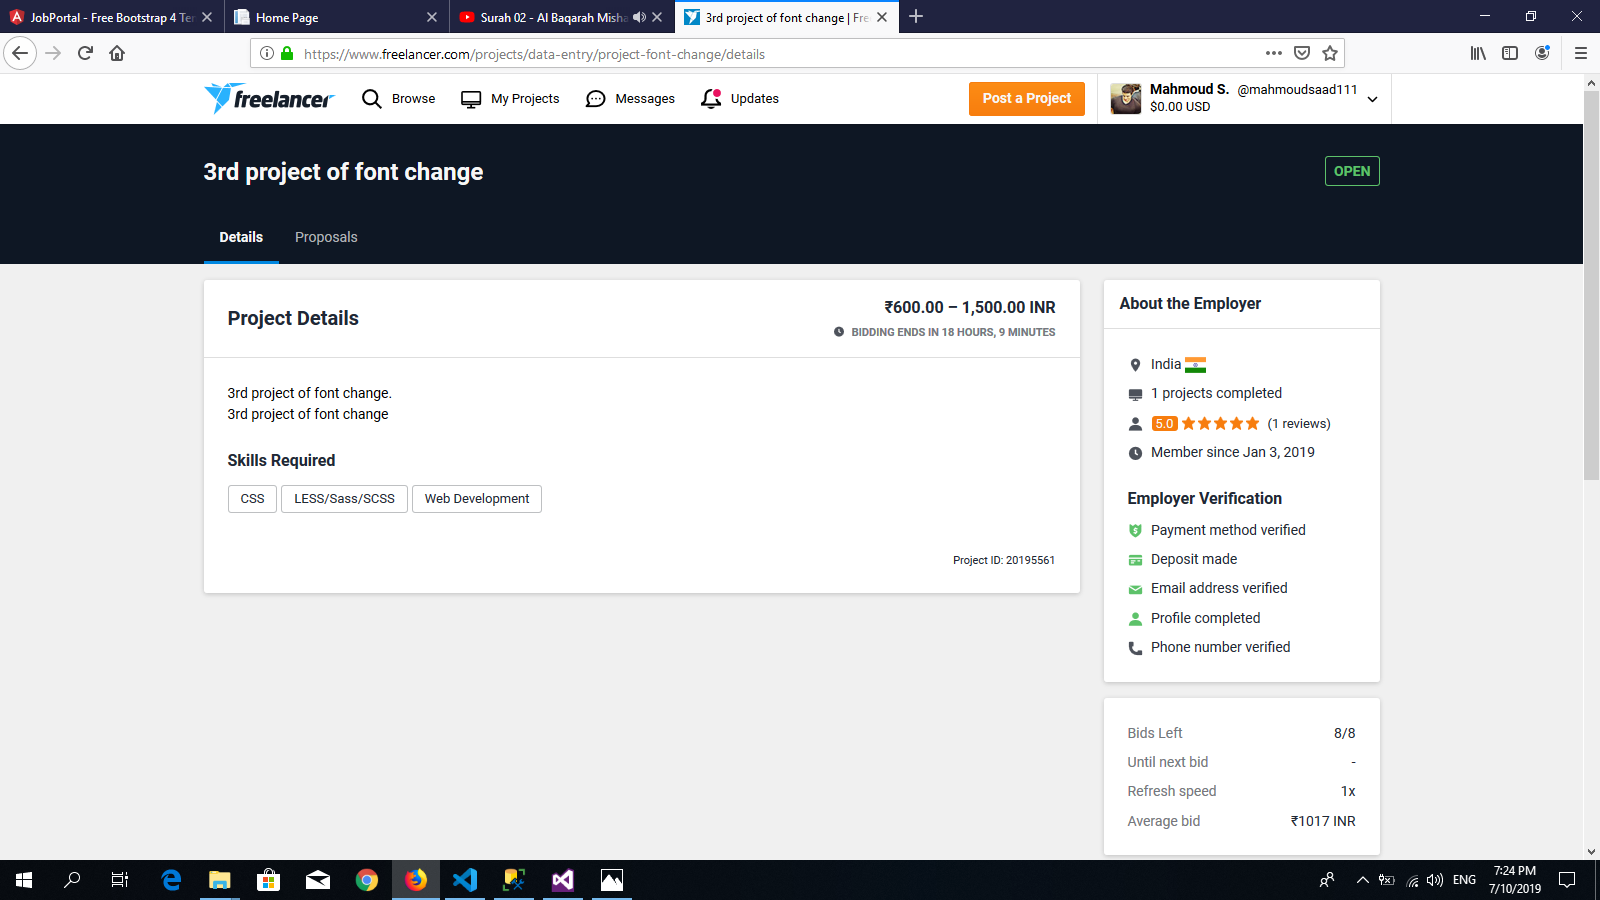 JobPortal - Free Bootstrap 4 Ter
Home Page
Surah 02 - Al Baqarah Misha
3rd project of font change | Fre
https://www.freelancer.com/projects/data-entry/project-font-change/details
freelancer
Browse
My Projects
Messages
Updates
Post a Project
Mahmoud S. @mahmoudsaad111
$0.00 USD
3rd project of font change
OPEN
Details
Proposals
Project Details
₹600.00 – 1,500.00 INR
BIDDING ENDS IN 18 HOURS, 9 MINUTES
3rd project of font change.
3rd project of font change
Skills Required
CSS
LESS/Sass/SCSS
Web Development
Project ID: 20195561
About the Employer
India
1 projects completed
5.0 (1 reviews)
Member since Jan 3, 2019
Employer Verification
Payment method verified
Deposit made
Email address verified
Profile completed
Phone number verified
Bids Left 8/8
Until next bid -
Refresh speed 1x
Average bid ₹1017 INR
ENG
7:24 PM
7/10/2019